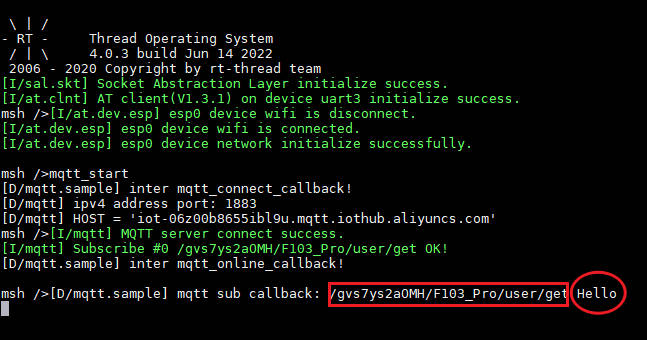 \ | /
- RT -     Thread Operating System
 / | \     4.0.3 build Jun 14 2022
 2006 - 2020 Copyright by rt-thread team
[I/sal.skt] Socket Abstraction Layer initialize success.
[I/at.clnt] AT client(V1.3.1) on device uart3 initialize success.
msh />[I/at.dev.esp] esp0 device wifi is disconnect.
[I/at.dev.esp] esp0 device wifi is connected.
[I/at.dev.esp] esp0 device network initialize successfully.
msh />mqtt_start
[D/mqtt.sample] inter mqtt_connect_callback!
[D/mqtt] ipv4 address port: 1883
[D/mqtt] HOST = 'iot-06z00b8655ibl9u.mqtt.iothub.aliyuncs.com'
msh />[I/mqtt] MQTT server connect success.
[I/mqtt] Subscribe #0 /gvs7ys2aOMH/F103_Pro/user/get OK!
[D/mqtt.sample] inter mqtt_online_callback!
msh />[D/mqtt.sample] mqtt sub callback: /gvs7ys2aOMH/F103_Pro/user/get Hello